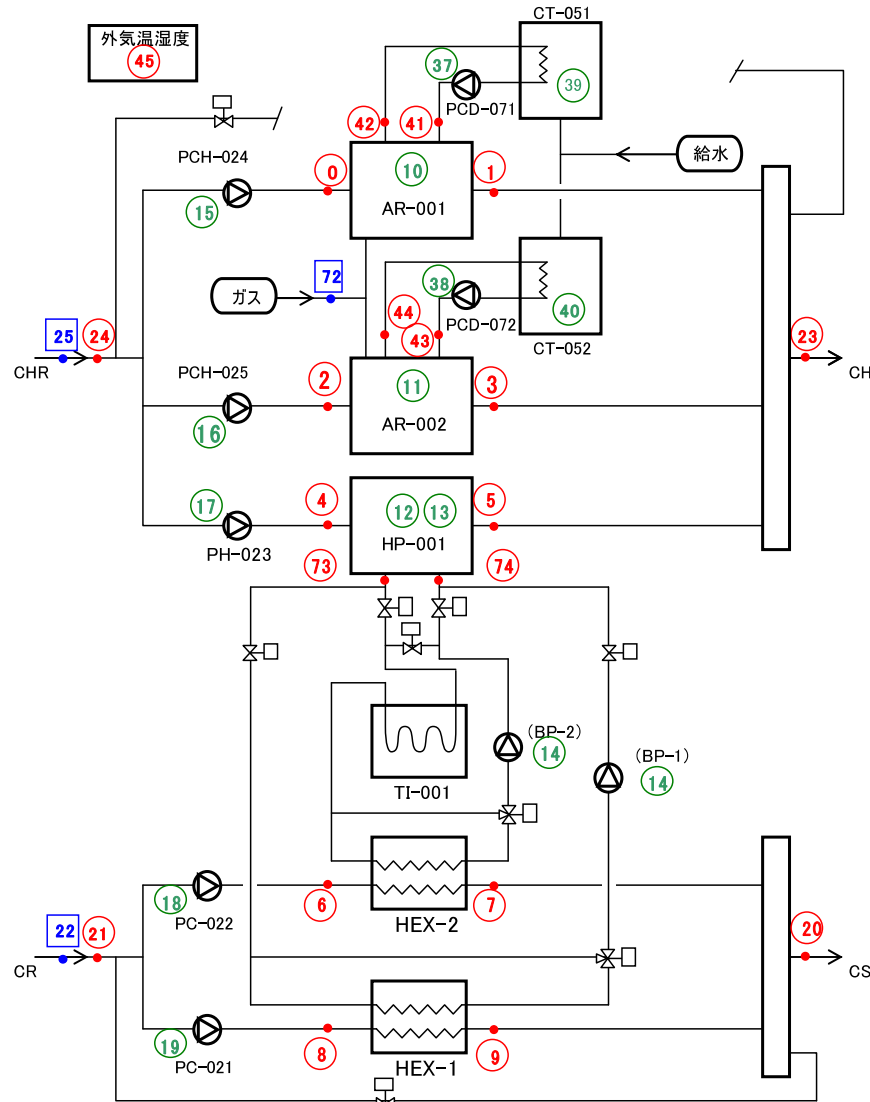 外気温湿度
45
CT-051
37
39
PCD-071
42
41
PCH-024
0
10
1
給水
15
AR-001
72
ガス
38
40
44
PCD-072
43
CT-052
25
24
23
CHR
CH
PCH-025
2
11
3
16
AR-002
17
4
12
13
5
PH-023
HP-001
73
74
(BP-2)
14
(BP-1)
14
TI-001
18
6
7
PC-022
HEX-2
22
21
20
CR
CS
19
8
9
PC-021
HEX-1